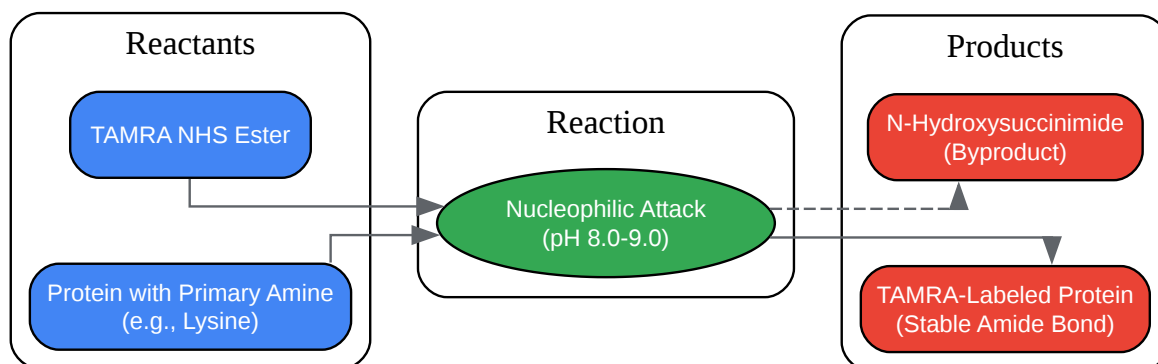 Reactants
TAMRA NHS Ester
Protein with Primary Amine
(e.g., Lysine)
Reaction
Nucleophilic Attack
(pH 8.0-9.0)
Products
N-Hydroxysuccinimide
(Byproduct)
TAMRA-Labeled Protein
(Stable Amide Bond)